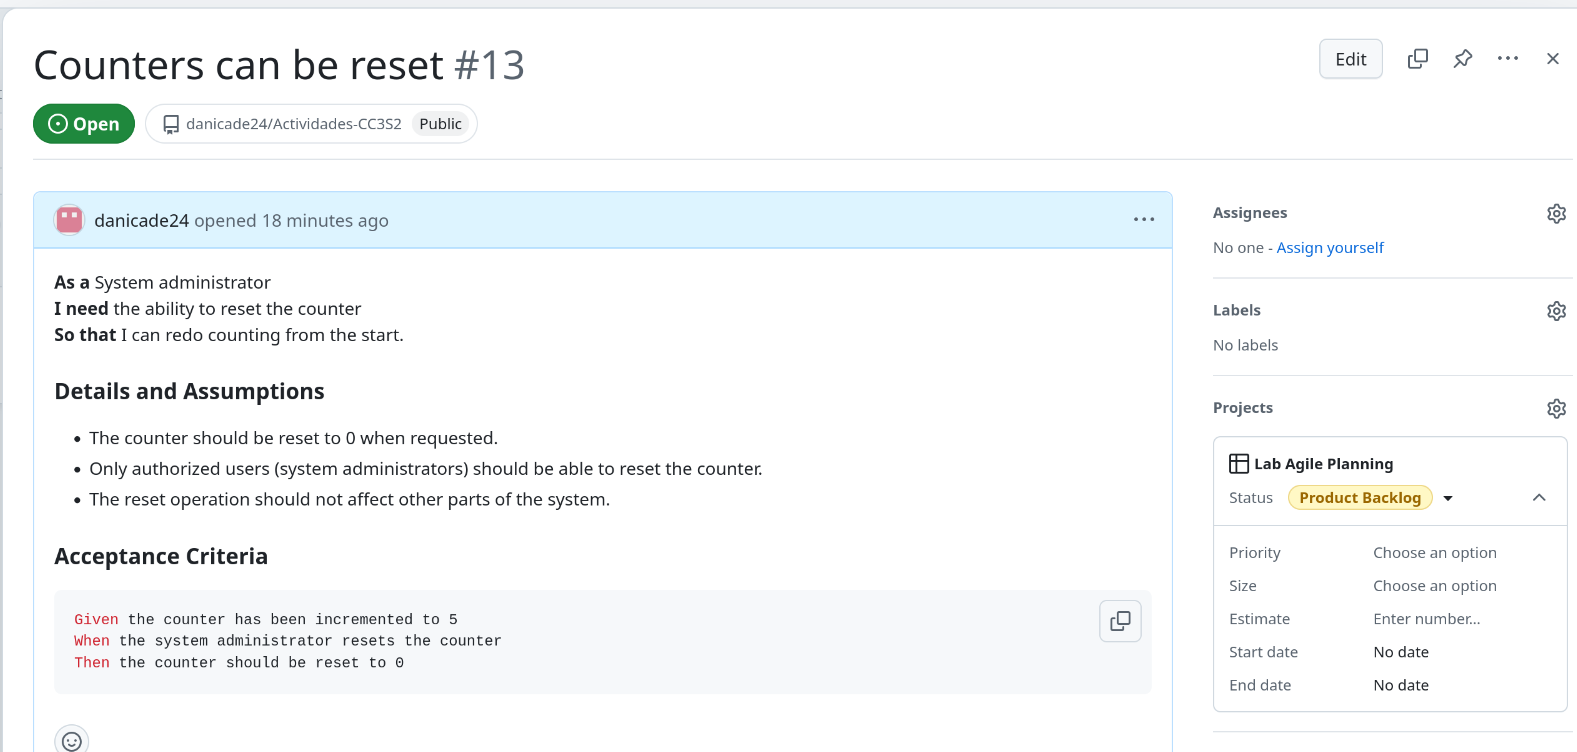 Counters can be reset #13
Edit
Open
danicade24/Actividades-CC3S2 Public
danicade24 opened 18 minutes ago
As a System administrator
I need the ability to reset the counter
So that I can redo counting from the start.
Details and Assumptions
The counter should be reset to 0 when requested.
Only authorized users (system administrators) should be able to reset the counter.
The reset operation should not affect other parts of the system.
Acceptance Criteria
Given the counter has been incremented to 5
When the system administrator resets the counter
Then the counter should be reset to 0
Assignees
No one - Assign yourself
Labels
No labels
Projects
Lab Agile Planning
Status Product Backlog
Priority Choose an option
Size Choose an option
Estimate Enter number...
Start date No date
End date No date